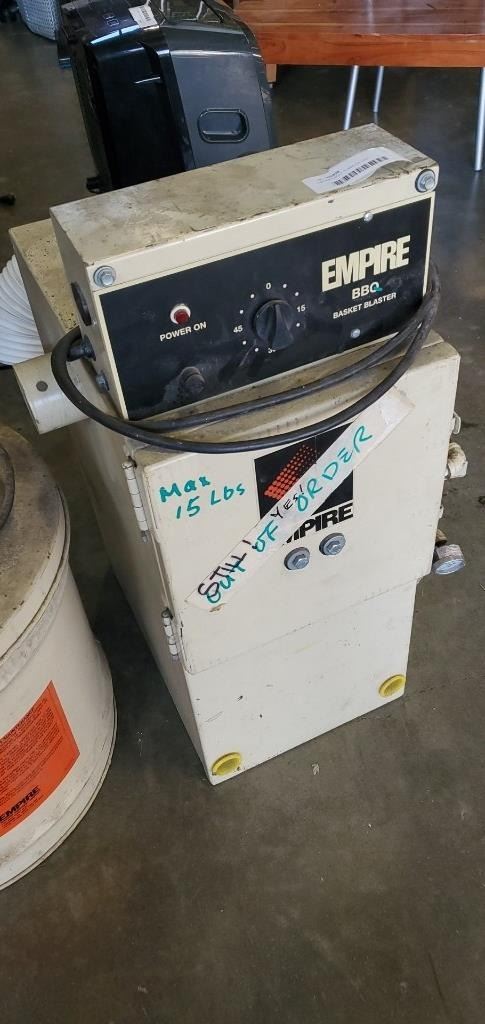 EMPIRE
BBQ
BASKET BLASTER
POWER ON
0
15
45
Max
15 Lbs
STILL YES!
OUT OF ORDER
EMPIRE
EMPIRE